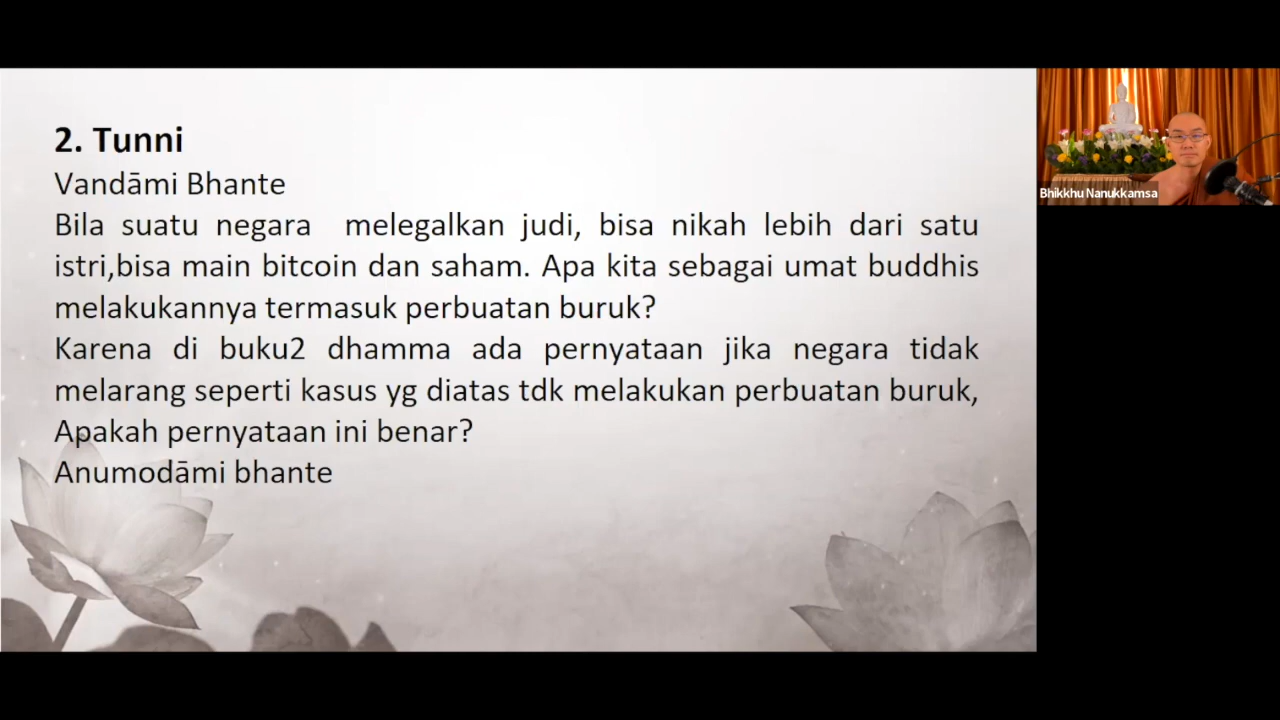 2. Tunni
Vandāmi Bhante
Bila suatu negara  melegalkan judi, bisa nikah lebih dari satu
istri,bisa main bitcoin dan saham. Apa kita sebagai umat buddhis
melakukannya termasuk perbuatan buruk?
Karena di buku2 dhamma ada pernyataan jika negara tidak
melarang seperti kasus yg diatas tdk melakukan perbuatan buruk,
Apakah pernyataan ini benar?
Anumodāmi bhante
Bhikkhu Nanukkamsa